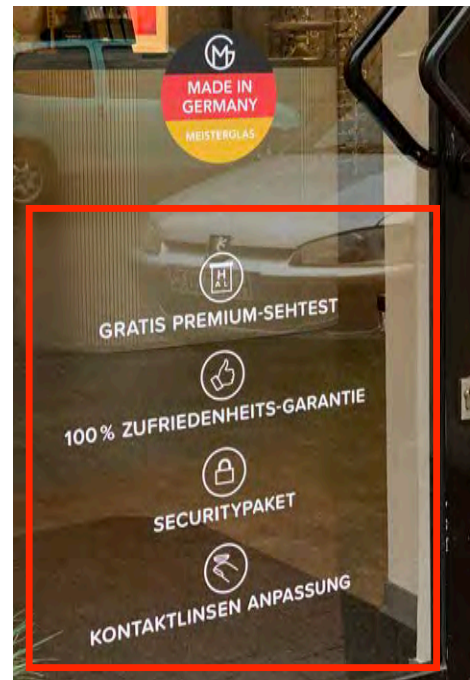 MADE IN
GERMANY
MEISTERGLAS
H
A L
GRATIS PREMIUM-SEHTEST
100% ZUFRIEDENHEITS-GARANTIE
SECURITYPAKET
KONTAKTLINSEN ANPASSUNG